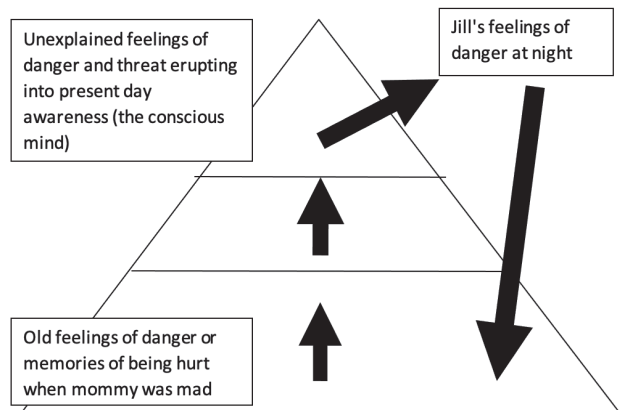 Unexplained feelings of
danger and threat erupting
into present day
awareness (the conscious
mind)
Jill's feelings of
danger at night
Old feelings of danger or
memories of being hurt
when mommy was mad